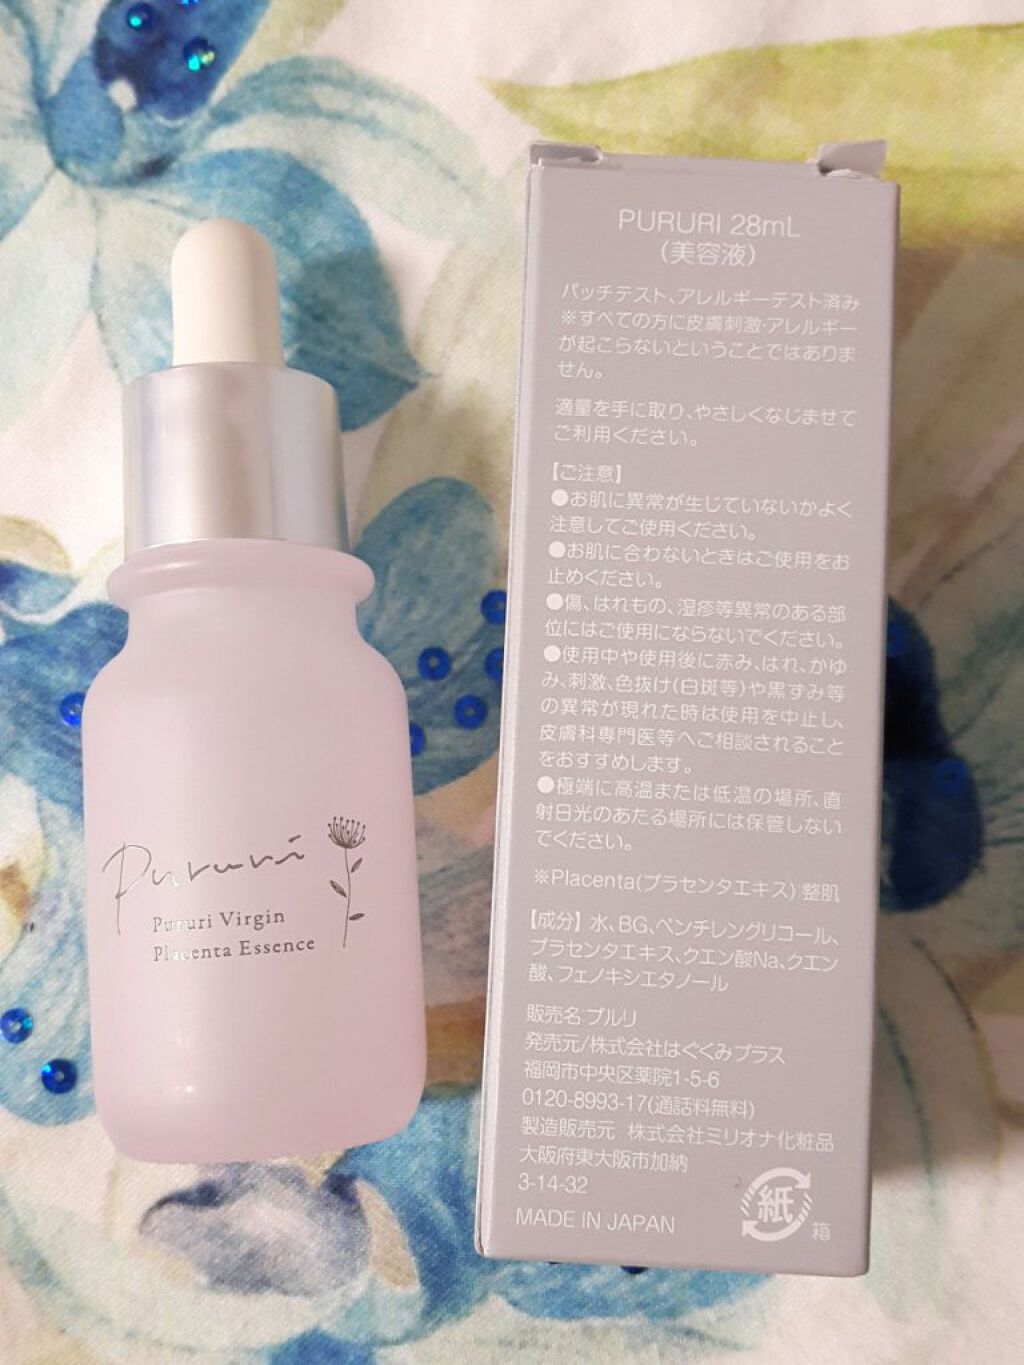 Pururi
Pururi Virgin
Placenta Essence
PURURI 28mL
(美容液)
パッチテスト、アレルギーテスト済み
※すべての方に皮膚刺激・アレルギー
が起こらないということではありま
せん。
適量を手に取り、やさしくなじませて
ご利用ください。
【ご注意】
●お肌に異常が生じていないかよく
注意してご使用ください。
●お肌に合わないときはご使用をお
止めください。
●傷、はれもの、湿疹等異常のある部
位にはご使用にならないでください。
●使用中や使用後に赤み、はれ、かゆ
み、刺激、色抜け(白斑等)や黒ずみ等
の異常が現れた時は使用を中止し、
皮膚科専門医等へご相談されること
をおすすめします。
●極端に高温または低温の場所、直
射日光のあたる場所には保管しない
でください。
※Placenta(プラセンタエキス):整肌
【成分】水、BG、ペンチレングリコール、
プラセンタエキス、クエン酸Na、クエン
酸、フェノキシエタノール
販売名:プルリ
発売元/株式会社はぐくみプラス
福岡市中央区薬院1-5-6
0120-8993-17(通話料無料)
製造販売元 株式会社ミリオナ化粧品
大阪府東大阪市加納
3-14-32
MADE IN JAPAN
紙
箱